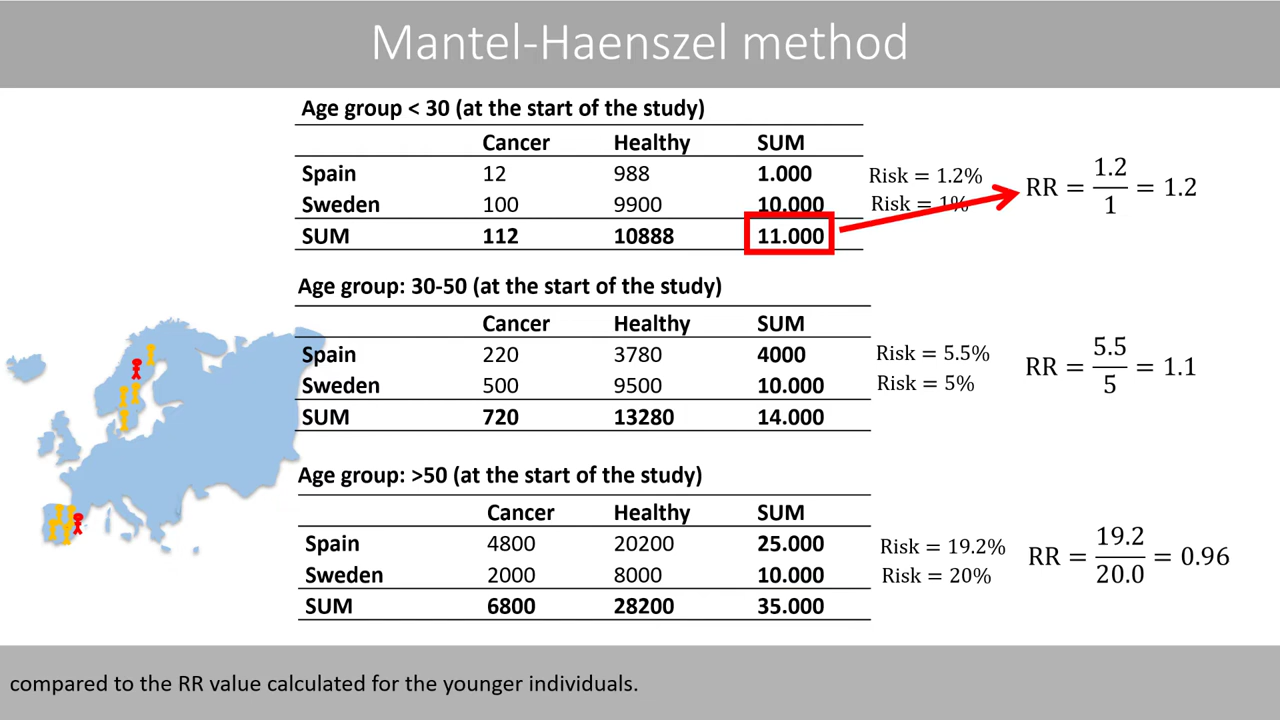 Mantel-Haenszel method
Age group < 30 (at the start of the study)
Cancer Healthy SUM
Spain 12 988 1.000 Risk = 1.2%
Sweden 100 9900 10.000 Risk = 1%
SUM 112 10888 11.000
RR = 1.2/1 = 1.2
Age group: 30-50 (at the start of the study)
Cancer Healthy SUM
Spain 220 3780 4000 Risk = 5.5%
Sweden 500 9500 10.000 Risk = 5%
SUM 720 13280 14.000
RR = 5.5/5 = 1.1
Age group: >50 (at the start of the study)
Cancer Healthy SUM
Spain 4800 20200 25.000 Risk = 19.2%
Sweden 2000 8000 10.000 Risk = 20%
SUM 6800 28200 35.000
RR = 19.2/20.0 = 0.96
compared to the RR value calculated for the younger individuals.